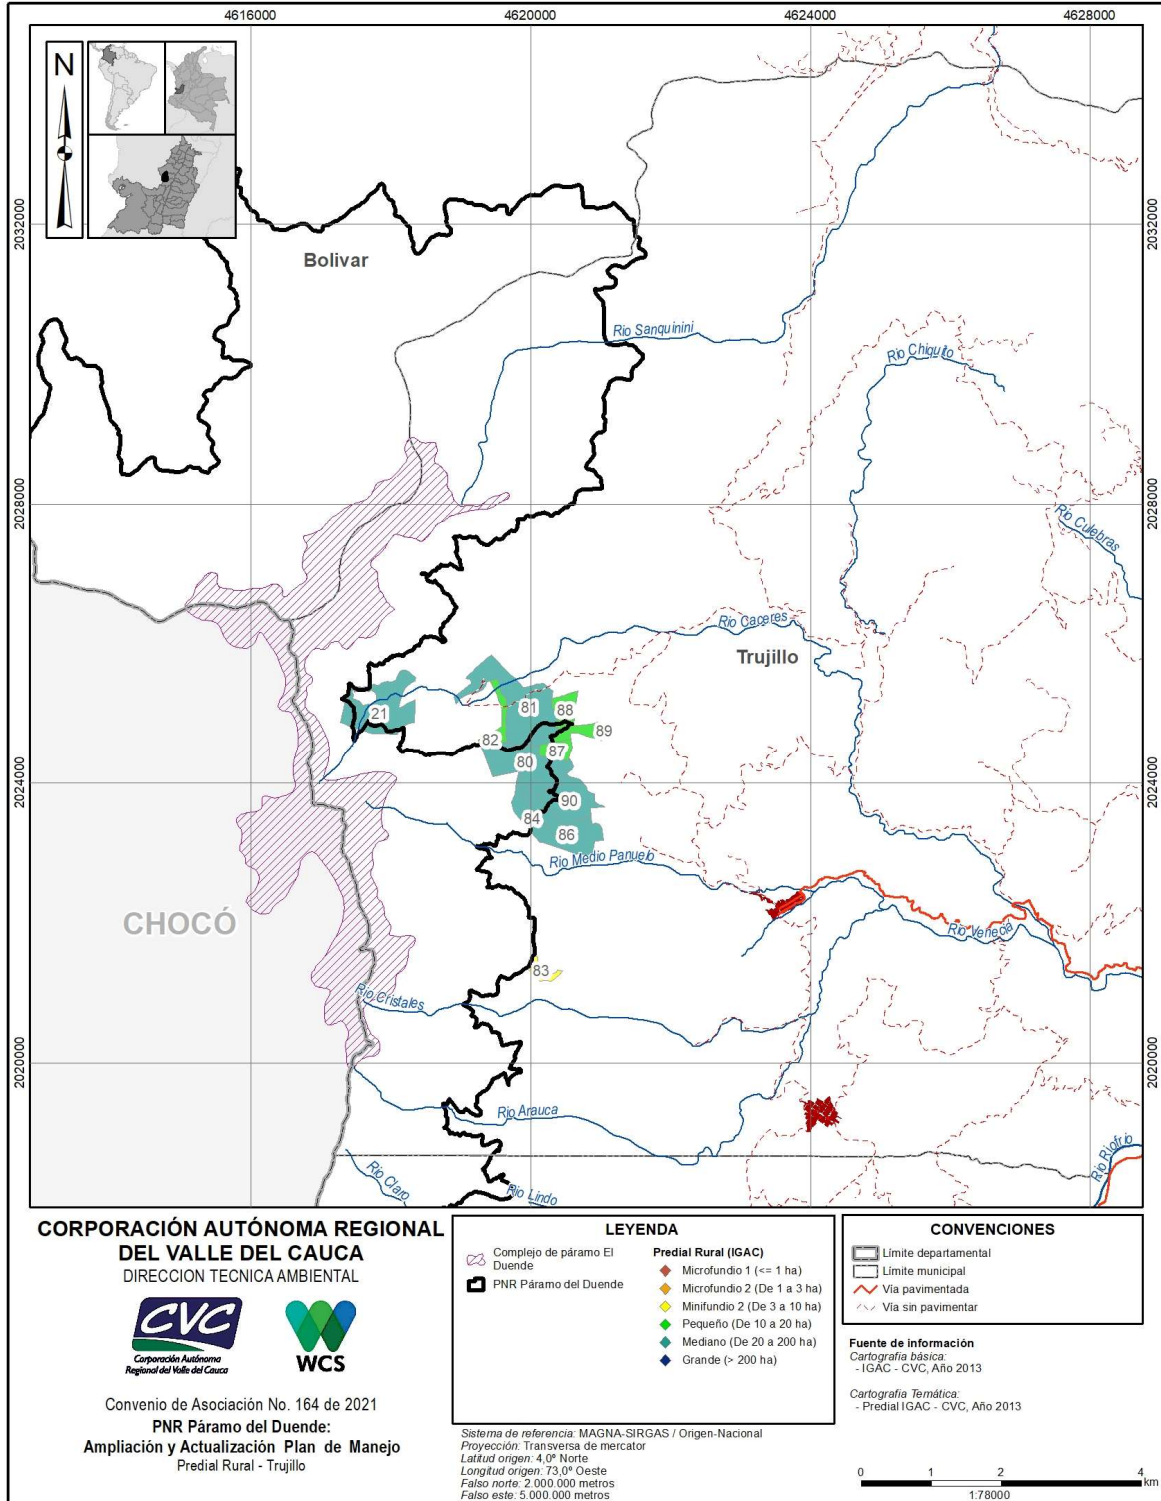 4616000
4620000
4624000
4628000
N
2032000
2032000
Bolivar
Rio Sanquinini
Rio Chiquito
2028000
2028000
Rio Culebras
Rio Caceres
Trujillo
21
81
88
82
89
87
80
2024000
2024000
90
84
86
Rio Medio Panuelo
CHOCÓ
Rio Venecia
83
Rio Cristales
2020000
2020000
Rio Arauca
Rio Claro
Rio Lindo
Rio Riofrio
CORPORACIÓN AUTÓNOMA REGIONAL
DEL VALLE DEL CAUCA
DIRECCION TECNICA AMBIENTAL
CVC
Corporación Autónoma
Regional del Valle del Cauca
WCS
Convenio de Asociación No. 164 de 2021
PNR Páramo del Duende:
Ampliación y Actualización Plan de Manejo
Predial Rural - Trujillo
LEYENDA
Complejo de páramo El
Duende
PNR Páramo del Duende
Predial Rural (IGAC)
Microfundio 1 (<= 1 ha)
Microfundio 2 (De 1 a 3 ha)
Minifundio 2 (De 3 a 10 ha)
Pequeño (De 10 a 20 ha)
Mediano (De 20 a 200 ha)
Grande (> 200 ha)
Sistema de referencia: MAGNA-SIRGAS / Origen-Nacional
Proyección: Transversa de mercator
Latitud origen: 4,0º Norte
Longitud origen: 73,0º Oeste
Falso norte: 2.000.000 metros
Falso este: 5.000.000 metros
CONVENCIONES
Límite departamental
Límite municipal
Vía pavimentada
Vía sin pavimentar
Fuente de información
Cartografía básica:
- IGAC - CVC, Año 2013
Cartografía Temática:
- Predial IGAC - CVC, Año 2013
0 1 2 4
km
1:78000